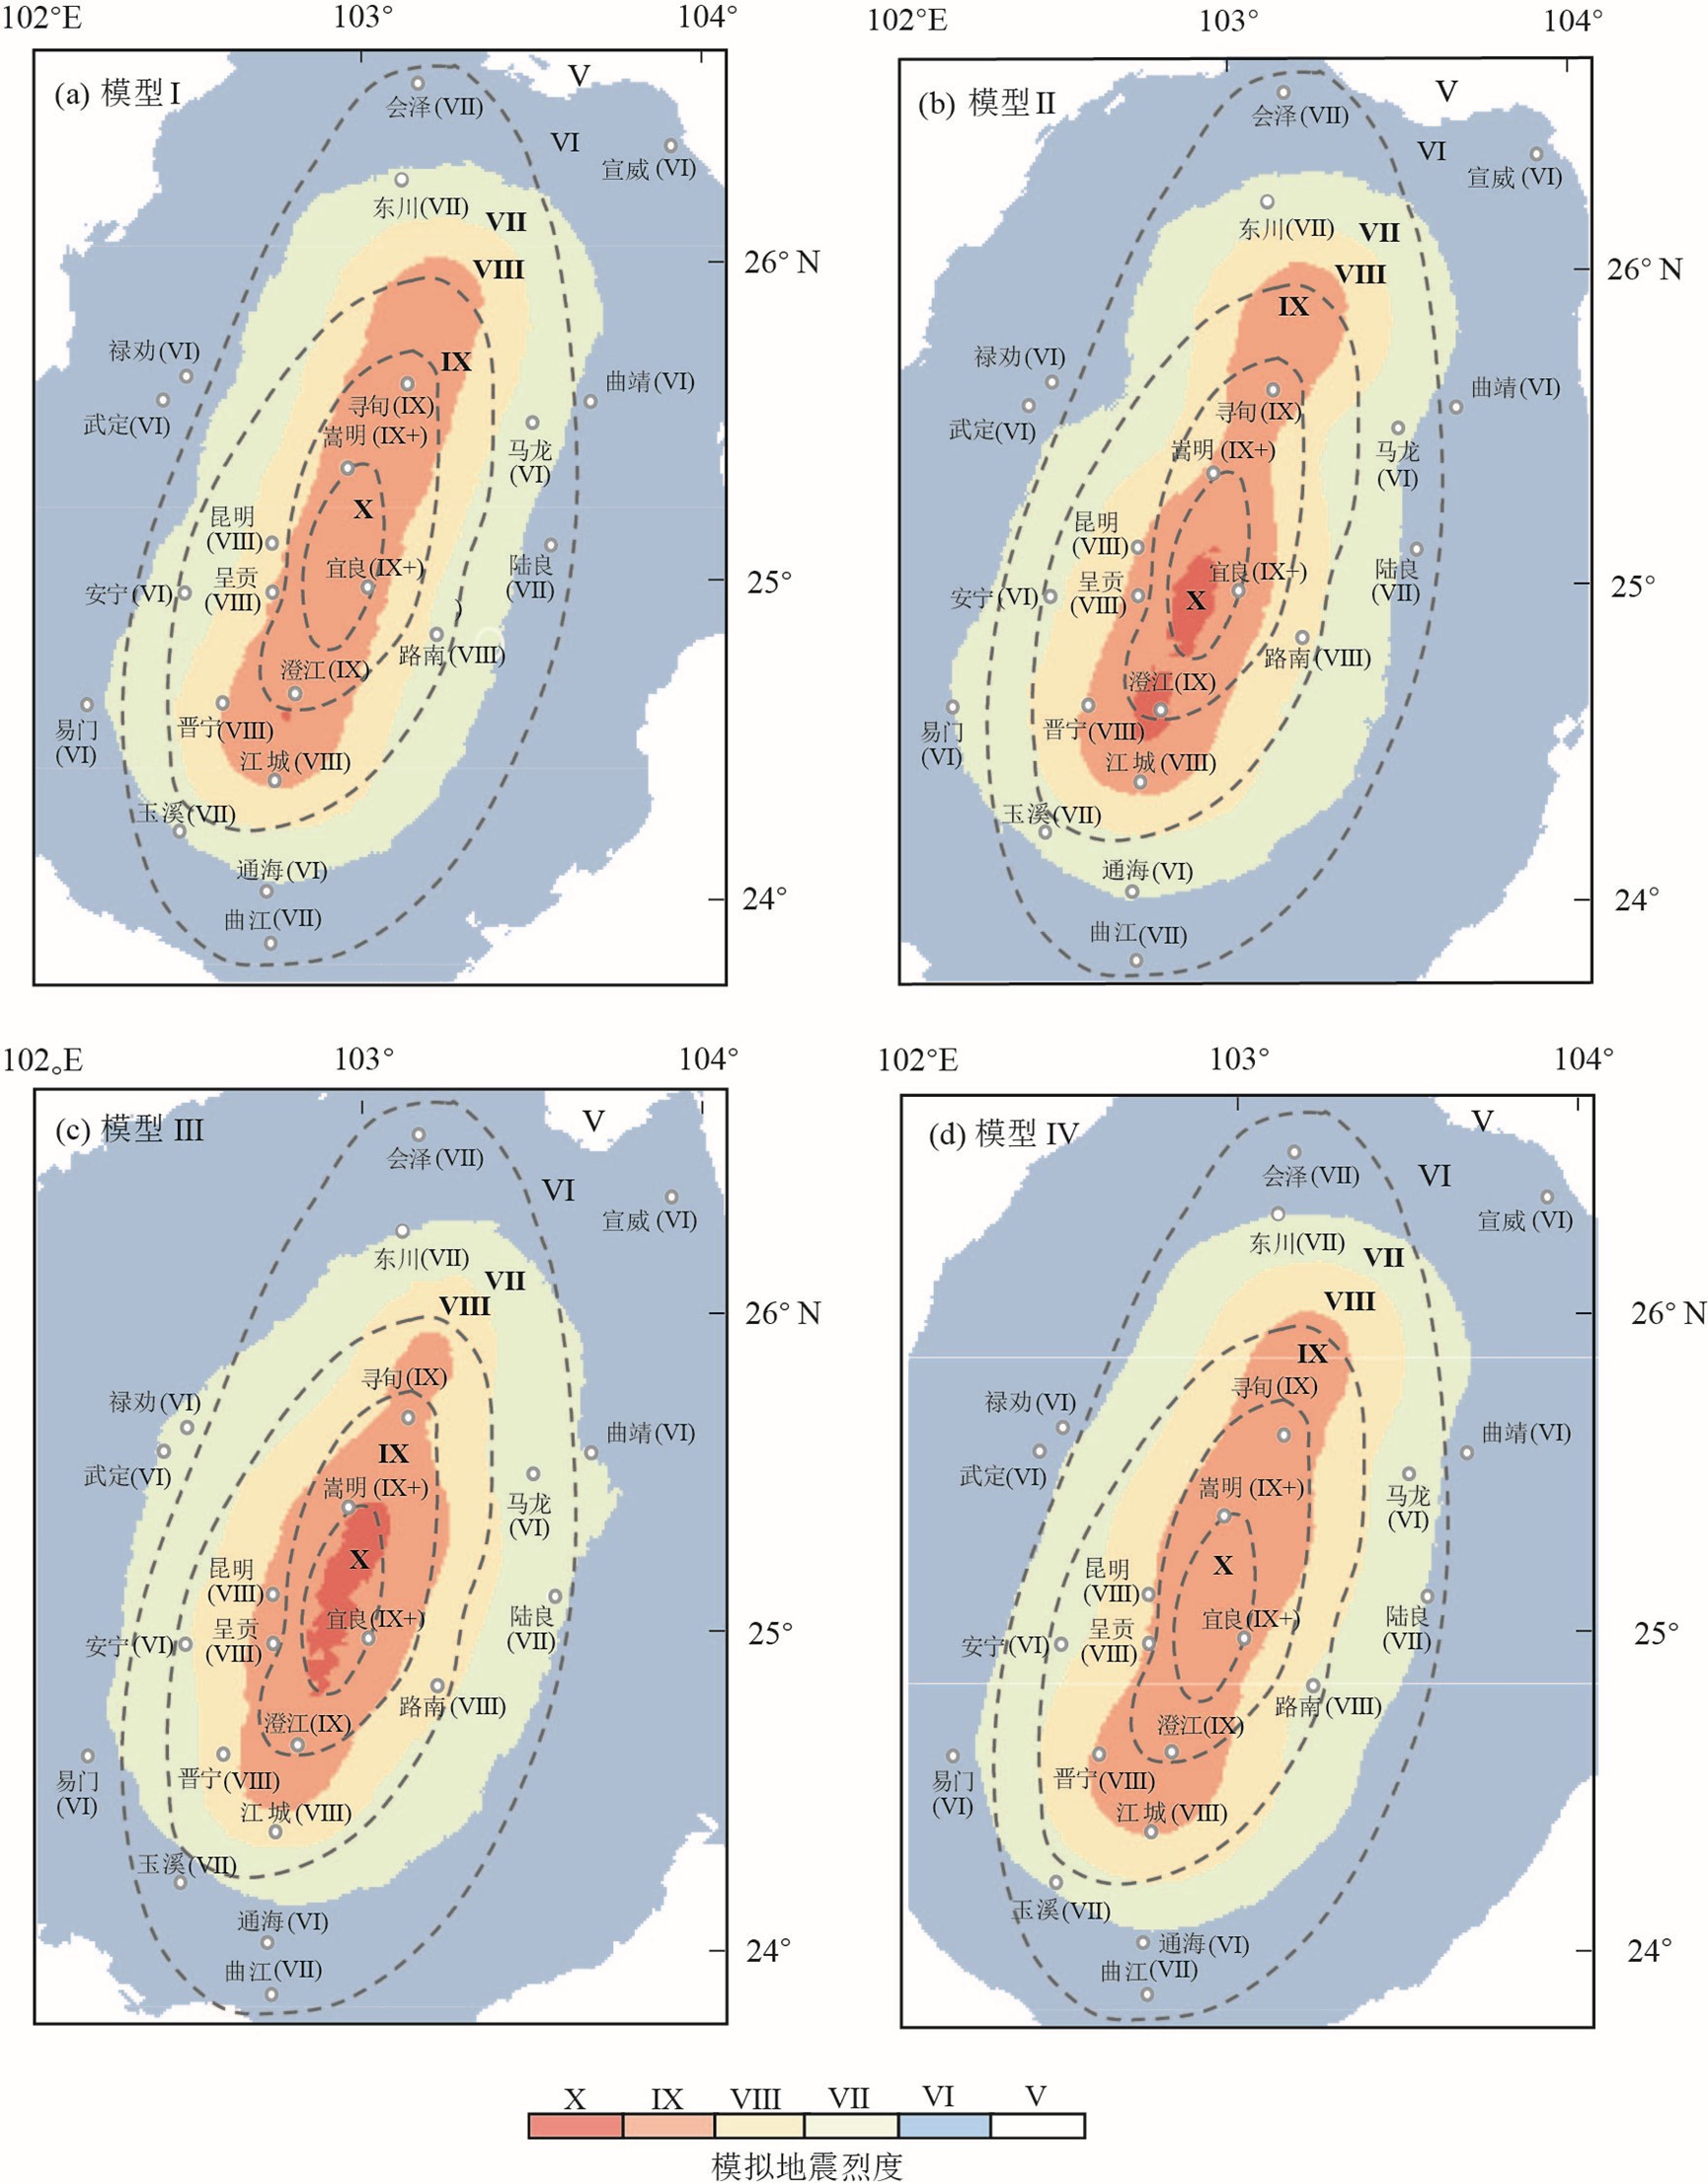 102°E 103° 104°
(a) 模型 I
V
会泽(VII)
VI
宣威(VI)
东川(VII)
VII
26° N
VIII
禄劝(VI)
IX
曲靖(VI)
寻甸(IX)
武定(VI)
嵩明(IX+)
马龙
(VI)
X
昆明
(VIII)
宜良(IX+)
陆良
(VII)
呈贡
(VIII)
安宁(VI)
25°
)
路南(VIII)
澄江(IX)
易门
(VI)
晋宁(VIII)
江城(VIII)
玉溪(VII)
通海(VI)
24°
曲江(VII)
102°E 103° 104°
(b) 模型II
V
会泽(VII)
VI
宣威(VI)
东川(VII)
VII
26° N
VIII
IX
禄劝(VI)
曲靖(VI)
寻甸(IX)
武定(VI)
嵩明(IX+)
马龙
(VI)
昆明
(VIII)
宜良(IX–)
陆良
(VII)
呈贡
(VIII)
安宁(VI)
X
25°
路南(VIII)
澄江(IX)
易门
(VI)
晋宁(VIII)
江城(VIII)
玉溪(VII)
通海(VI)
24°
曲江(VII)
102°E 103° 104°
(c) 模型 III
V
会泽(VII)
VI
宣威(VI)
东川(VII)
VII
VIII
26° N
寻甸(IX)
禄劝(VI)
曲靖(VI)
IX
武定(VI)
嵩明(IX+)
马龙
(VI)
X
昆明
(VIII)
宜良(IX+)
陆良
(VII)
呈贡
(VIII)
安宁(VI)
25°
路南(VIII)
澄江(IX)
易门
(VI)
晋宁(VIII)
江城(VIII)
玉溪(VII)
通海(VI)
24°
曲江(VII)
102°E 103° 104°
(d) 模型 IV
V
会泽(VII)
VI
宣威(VI)
东川(VII)
VII
VIII
26° N
IX
寻甸(IX)
禄劝(VI)
曲靖(VI)
武定(VI)
嵩明(IX+)
马龙
(VI)
X
昆明
(VIII)
宜良(IX+)
陆良
(VII)
呈贡
(VIII)
安宁(VI)
25°
路南(VIII)
澄江(IX)
易门
(VI)
晋宁(VIII)
江城(VIII)
玉溪(VII)
通海(VI)
24°
曲江(VII)
X IX VIII VII VI V
模拟地震烈度